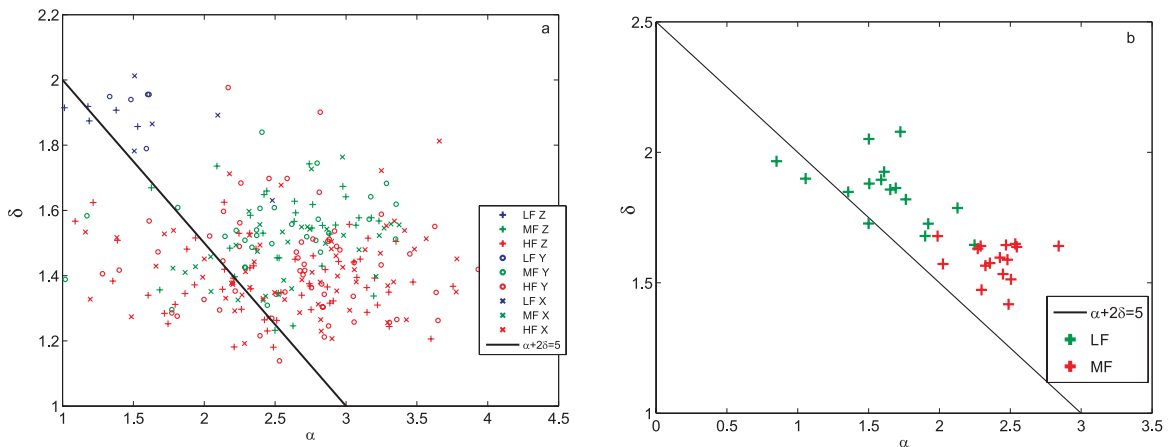 a
2.2
2
1.8
1.6
1.4
1.2
1
δ
1
1.5
2
2.5
3
3.5
4
4.5
α
LF Z
MF Z
HF Z
LF Y
MF Y
HF Y
LF X
MF X
HF X
α+2δ=5
b
2.5
2
1.5
1
δ
0
0.5
1
1.5
2
2.5
3
3.5
α
α+2δ=5
LF
MF